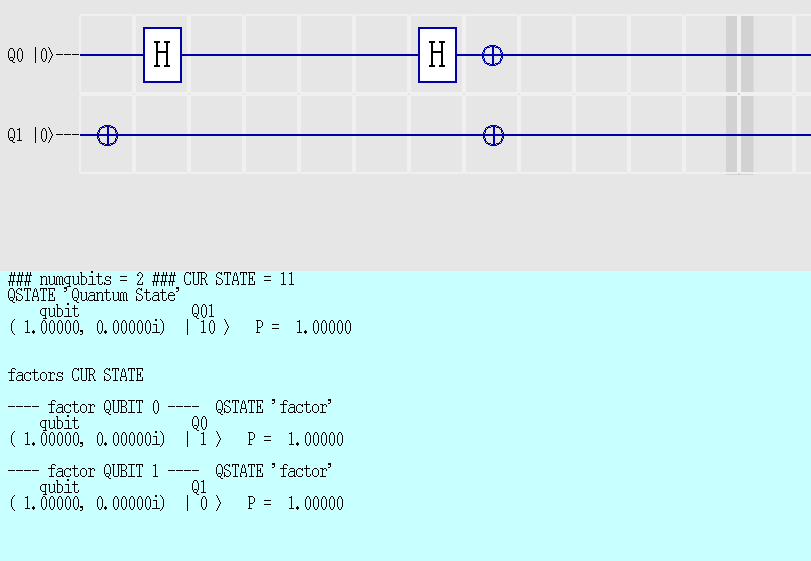 Q0 |0⟩--- H H
Q1 |0⟩---
### numqubits = 2 ### CUR STATE = 11
QSTATE 'Quantum State'
qubit Q01
( 1.00000, 0.00000i) | 10 ⟩ P = 1.00000
factors CUR STATE
---- factor QUBIT 0 ---- QSTATE 'factor'
qubit Q0
( 1.00000, 0.00000i) | 1 ⟩ P = 1.00000
---- factor QUBIT 1 ---- QSTATE 'factor'
qubit Q1
( 1.00000, 0.00000i) | 0 ⟩ P = 1.00000